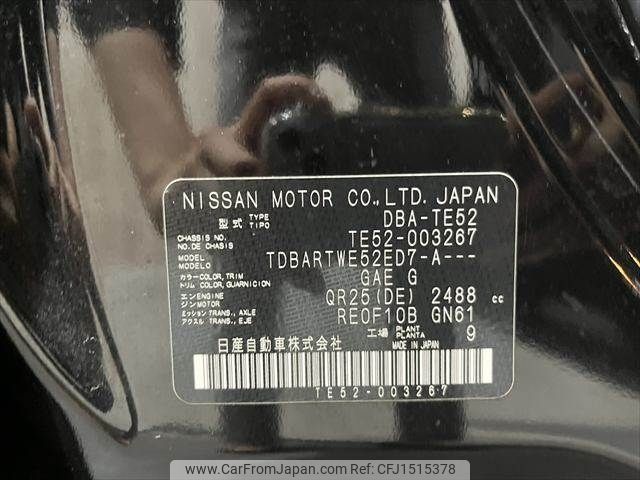 NISSAN MOTOR CO.,LTD. JAPAN
型式 TYPE TIPO DBA-TE52
CHASSIS NO. NO. DE CHASIS TE52-003267
MODEL MODELO TDBARTWE52ED7-A---
カラー COLOR, TRIM トリム COLOR, GUARNICION GAE G
エンジン ENGINE MOTOR QR25(DE) 2488 cc
ミッション TRANS., AXLE アクスル TRANS., EJE RE0F10B GN61
工場 PLANT PLANTA 9
日産自動車株式会社 MADE IN JAPAN
TE52-003267
www.CarFromJapan.com © CarFromJapan.com CFJ1515378